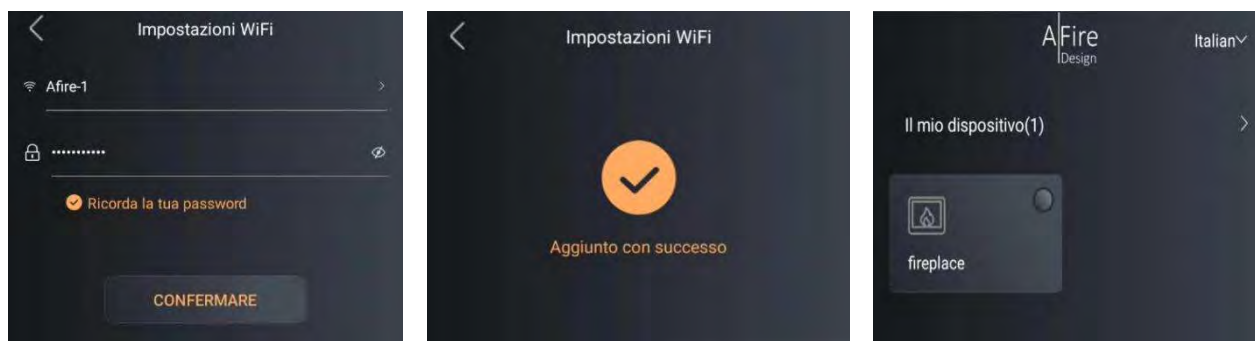 Impostazioni WiFi
Afire-1
•••••••••••
Ricorda la tua password
CONFERMARE
Impostazioni WiFi
Aggiunto con successo
AFire
Design
Italian
Il mio dispositivo(1)
fireplace